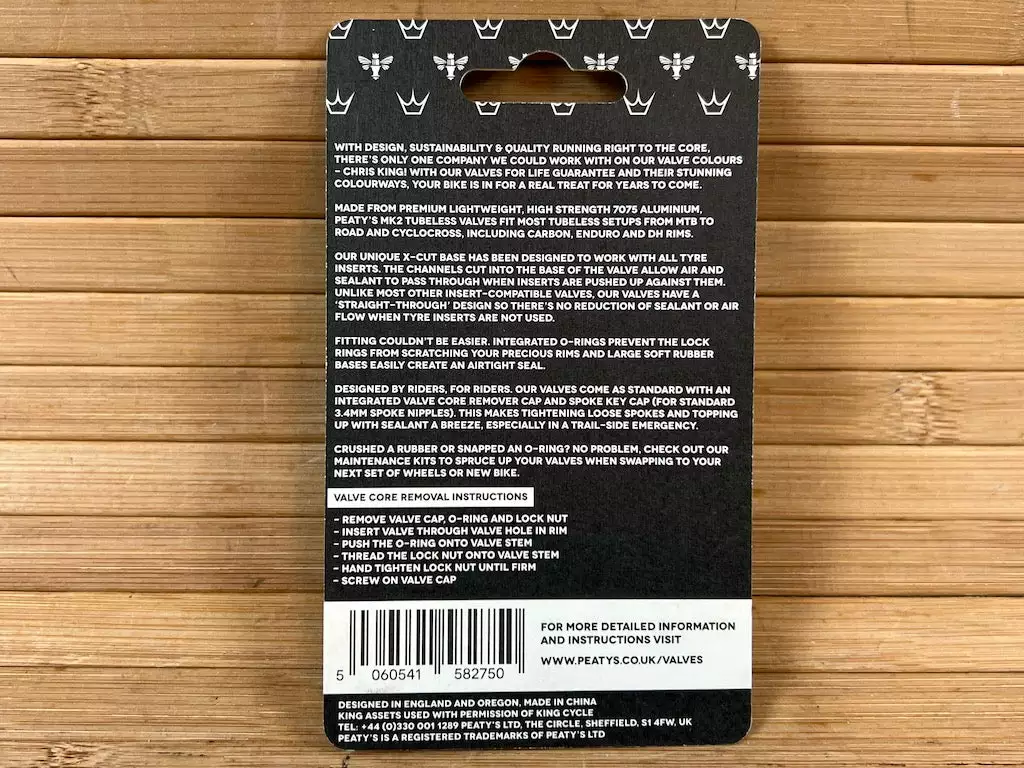 WITH DESIGN, SUSTAINABILITY & QUALITY RUNNING RIGHT TO THE CORE,
THERE'S ONLY ONE COMPANY WE COULD WORK WITH ON OUR VALVE COLOURS
– CHRIS KING! WITH OUR VALVES FOR LIFE GUARANTEE AND THEIR STUNNING
COLOURWAYS, YOUR BIKE IS IN FOR A REAL TREAT FOR YEARS TO COME.
MADE FROM PREMIUM LIGHTWEIGHT, HIGH STRENGTH 7075 ALUMINIUM,
PEATY'S MK2 TUBELESS VALVES FIT MOST TUBELESS SETUPS FROM MTB TO
ROAD AND CYCLOCROSS, INCLUDING CARBON, ENDURO AND DH RIMS.
OUR UNIQUE X-CUT BASE HAS BEEN DESIGNED TO WORK WITH ALL TYRE
INSERTS. THE CHANNELS CUT INTO THE BASE OF THE VALVE ALLOW AIR AND
SEALANT TO PASS THROUGH WHEN INSERTS ARE PUSHED UP AGAINST THEM.
UNLIKE MOST OTHER INSERT-COMPATIBLE VALVES, OUR VALVES HAVE A
'STRAIGHT-THROUGH' DESIGN SO THERE'S NO REDUCTION OF SEALANT OR AIR
FLOW WHEN TYRE INSERTS ARE NOT USED.
FITTING COULDN'T BE EASIER. INTEGRATED O-RINGS PREVENT THE LOCK
RINGS FROM SCRATCHING YOUR PRECIOUS RIMS AND LARGE SOFT RUBBER
BASES EASILY CREATE AN AIRTIGHT SEAL.
DESIGNED BY RIDERS, FOR RIDERS. OUR VALVES COME AS STANDARD WITH AN
INTEGRATED VALVE CORE REMOVER CAP AND SPOKE KEY CAP (FOR STANDARD
3.4MM SPOKE NIPPLES). THIS MAKES TIGHTENING LOOSE SPOKES AND TOPPING
UP WITH SEALANT A BREEZE, ESPECIALLY IN A TRAIL-SIDE EMERGENCY.
CRUSHED A RUBBER OR SNAPPED AN O-RING? NO PROBLEM, CHECK OUT OUR
MAINTENANCE KITS TO SPRUCE UP YOUR VALVES WHEN SWAPPING TO YOUR
NEXT SET OF WHEELS OR NEW BIKE.
VALVE CORE REMOVAL INSTRUCTIONS
– REMOVE VALVE CAP, O-RING AND LOCK NUT
– INSERT VALVE THROUGH VALVE HOLE IN RIM
– PUSH THE O-RING ONTO VALVE STEM
– THREAD THE LOCK NUT ONTO VALVE STEM
– HAND TIGHTEN LOCK NUT UNTIL FIRM
– SCREW ON VALVE CAP
5 060541 582750
FOR MORE DETAILED INFORMATION
AND INSTRUCTIONS VISIT
WWW.PEATYS.CO.UK/VALVES
DESIGNED IN ENGLAND AND OREGON, MADE IN CHINA
KING ASSETS USED WITH PERMISSION OF KING CYCLE
TEL: +44 (0)330 001 1289 PEATY'S LTD, THE CIRCLE, SHEFFIELD, S1 4FW, UK
PEATY'S IS A REGISTERED TRADEMARKS OF PEATY'S LTD